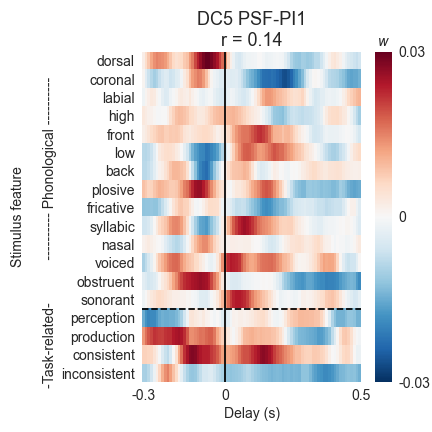 DC5 PSF-PI1
r = 0.14
w
dorsal
coronal
labial
high
front
low
back
plosive
fricative
syllabic
nasal
voiced
obstruent
sonorant
perception
production
consistent
inconsistent
Stimulus feature
-Task-related- ---------- Phonological ----------
0.03
0
-0.03
-0.3 0 0.5
Delay (s)